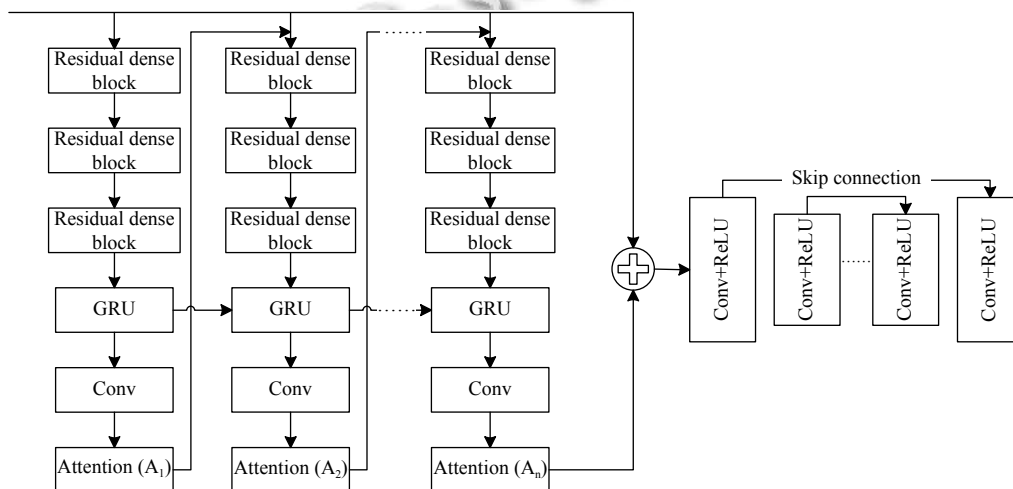 Residual dense
block
Residual dense
block
Residual dense
block
GRU
Conv
Attention (A1)
Residual dense
block
Residual dense
block
Residual dense
block
GRU
Conv
Attention (A2)
Residual dense
block
Residual dense
block
Residual dense
block
GRU
Conv
Attention (An)
Skip connection
Conv+ReLU
Conv+ReLU
Conv+ReLU
Conv+ReLU